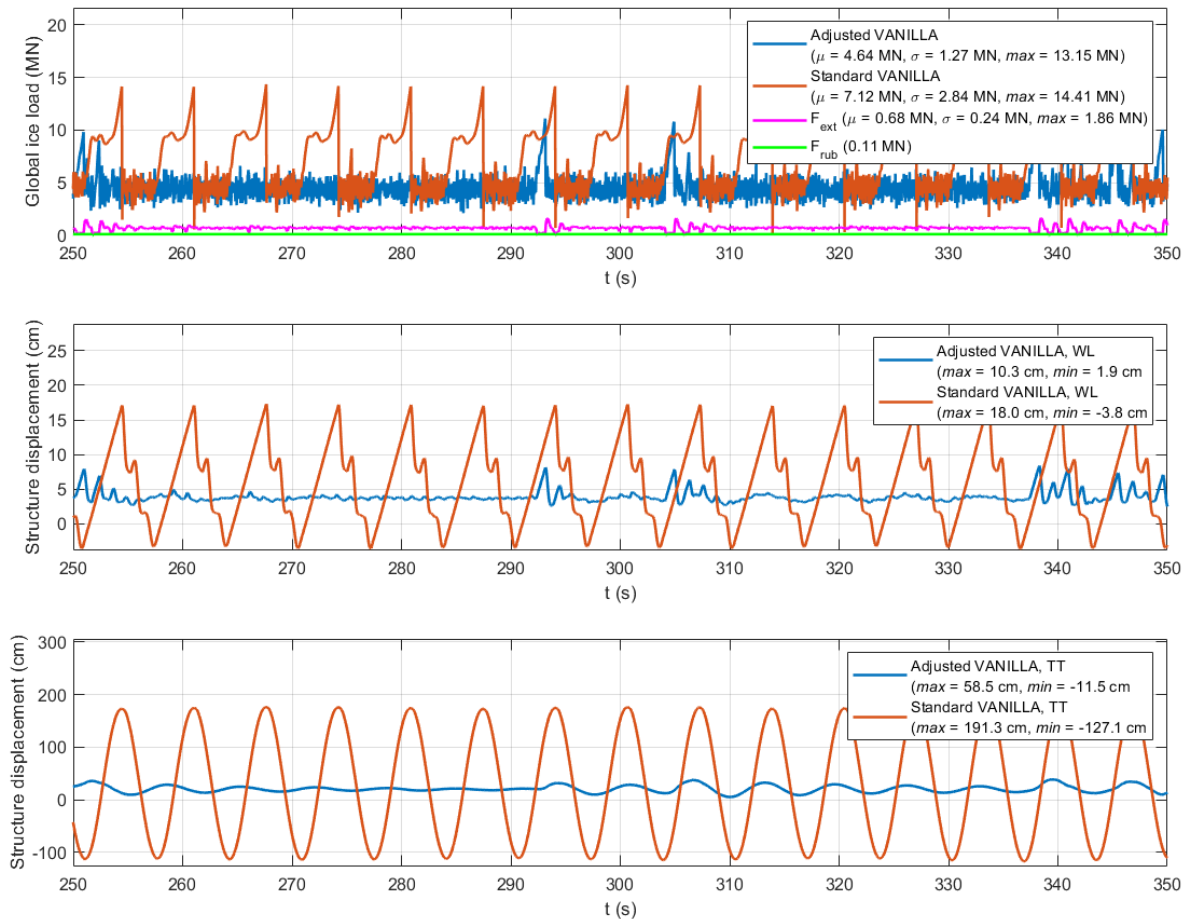 Global ice load (MN)
20
15
10
5
0
Adjusted VANILLA
(μ = 4.64 MN, σ = 1.27 MN, max = 13.15 MN)
Standard VANILLA
(μ = 7.12 MN, σ = 2.84 MN, max = 14.41 MN)
F_ext (μ = 0.68 MN, σ = 0.24 MN, max = 1.86 MN)
F_rub (0.11 MN)
250 260 270 280 290 300 310 320 330 340 350
t (s)
Structure displacement (cm)
25
20
15
10
5
0
Adjusted VANILLA, WL
(max = 10.3 cm, min = 1.9 cm
Standard VANILLA, WL
(max = 18.0 cm, min = -3.8 cm
250 260 270 280 290 300 310 320 330 340 350
t (s)
Structure displacement (cm)
300
200
100
0
-100
Adjusted VANILLA, TT
(max = 58.5 cm, min = -11.5 cm
Standard VANILLA, TT
(max = 191.3 cm, min = -127.1 cm
250 260 270 280 290 300 310 320 330 340 350
t (s)